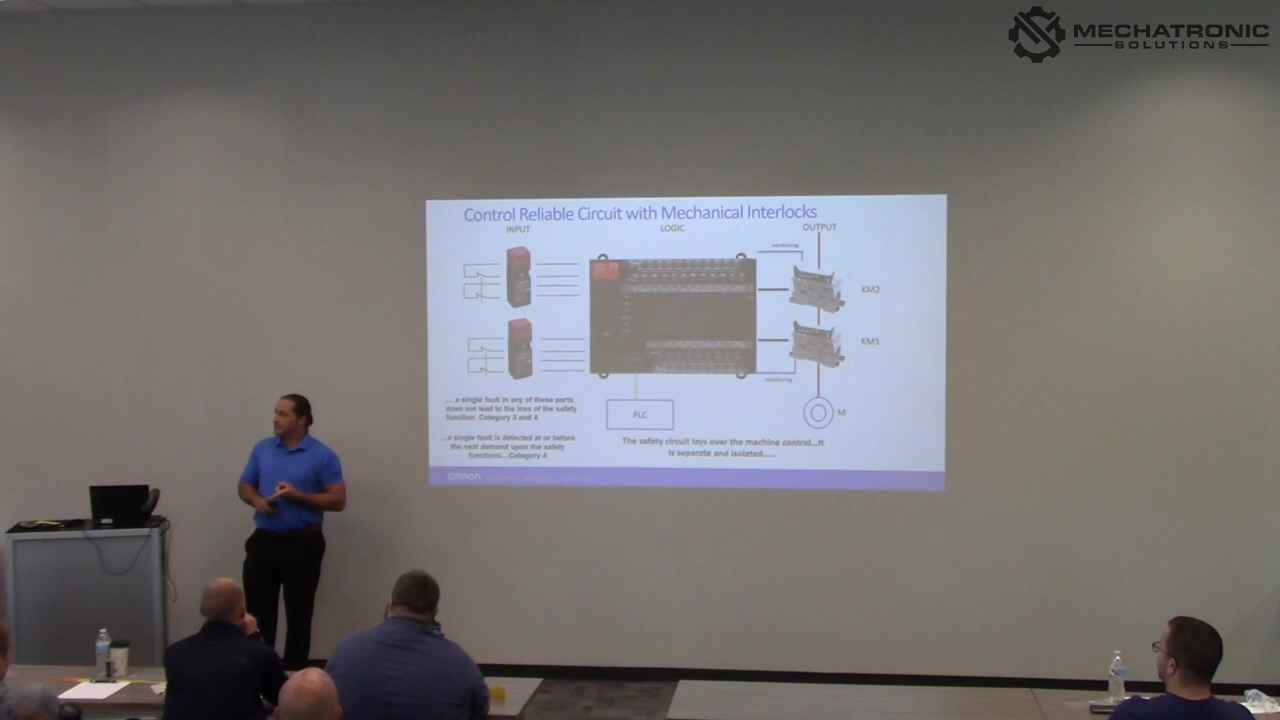 MECHATRONIC
SOLUTIONS
Control Reliable Circuit with Mechanical Interlocks
INPUT
LOGIC
OUTPUT
monitoring
KM2
KM1
monitoring
PLC
M
... a single fault in any of these parts
does not lead to the loss of the safety
function. Category 3 and 4
...a single fault is detected at or before
the next demand upon the safety
functions...Category 4
The safety circuit lays over the machine control...it
is separate and isolated......
OMRON